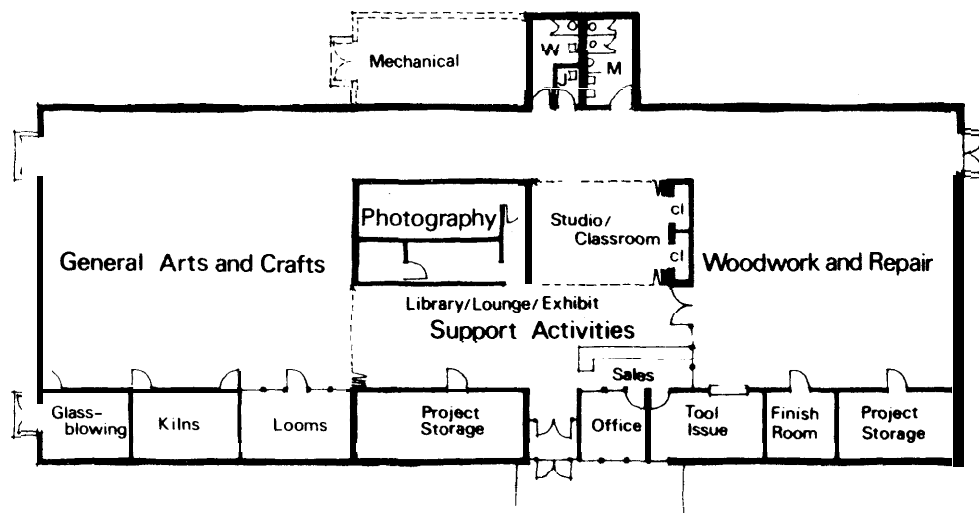 Mechanical
W
M
J
Photography
Studio/
Classroom
cl
cl
General Arts and Crafts
Woodwork and Repair
Library/Lounge/Exhibit
Support Activities
Sales
Glass-
blowing
Kilns
Looms
Project
Storage
Office
Tool
Issue
Finish
Room
Project
Storage